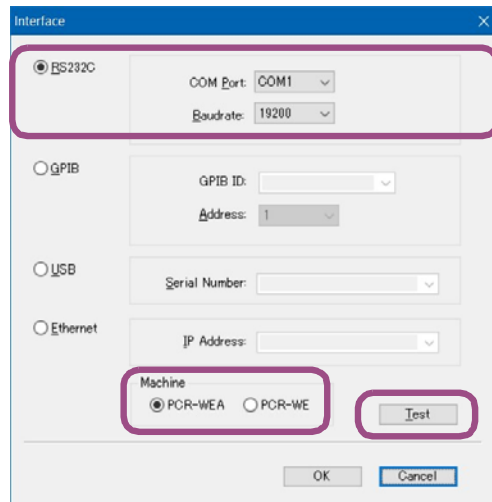 Interface
RS232C
COM Port: COM1
Baudrate: 19200
GPIB
GPIB ID:
Address: 1
USB
Serial Number:
Ethernet
IP Address:
Machine
PCR-WEA PCR-WE
Test
OK Cancel